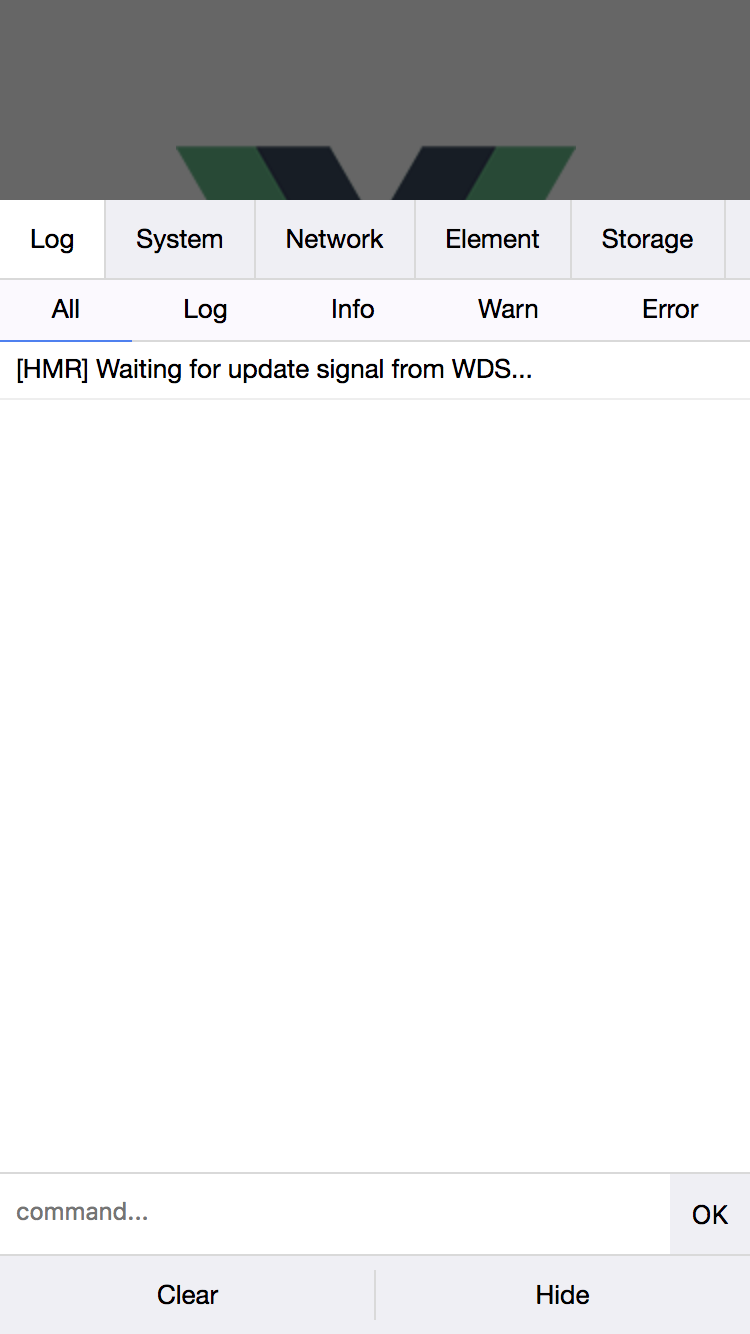 Log System Network Element Storage
All Log Info Warn Error
[HMR] Waiting for update signal from WDS...
command...
OK
Clear Hide